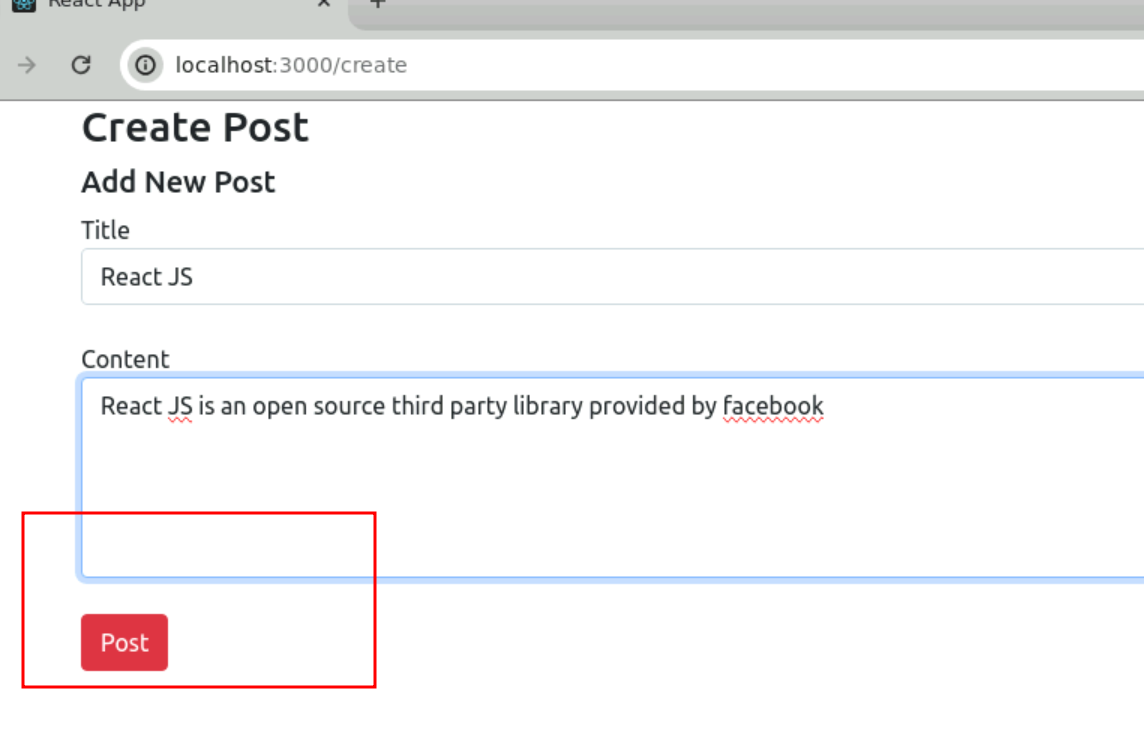 React App
localhost:3000/create
Create Post
Add New Post
Title
React JS
Content
React JS is an open source third party library provided by facebook
Post